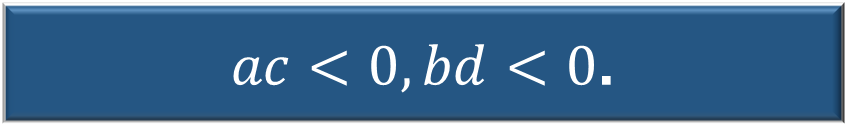 ac < 0, bd < 0.